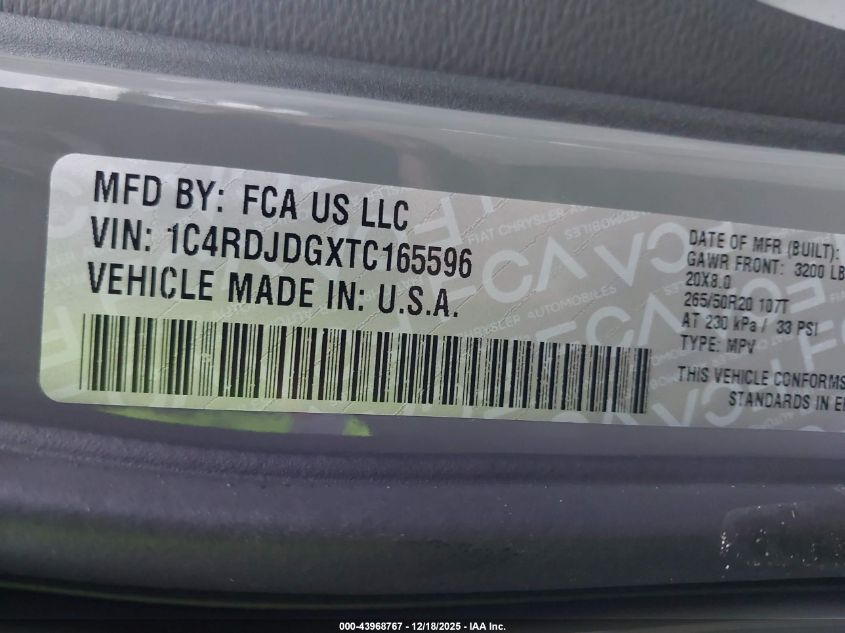 MFD BY: FCA US LLC
VIN: 1C4RDJDGXTC165596
VEHICLE MADE IN: U.S.A.
DATE OF MFR (BUILT):
GAWR FRONT: 3200 LB
20X8.0
265/50R20 107T
AT 230 kPa / 33 PSI
TYPE: MPV
THIS VEHICLE CONFORMS
STANDARDS IN
000-43968767 - 12/18/2025 - IAA Inc.